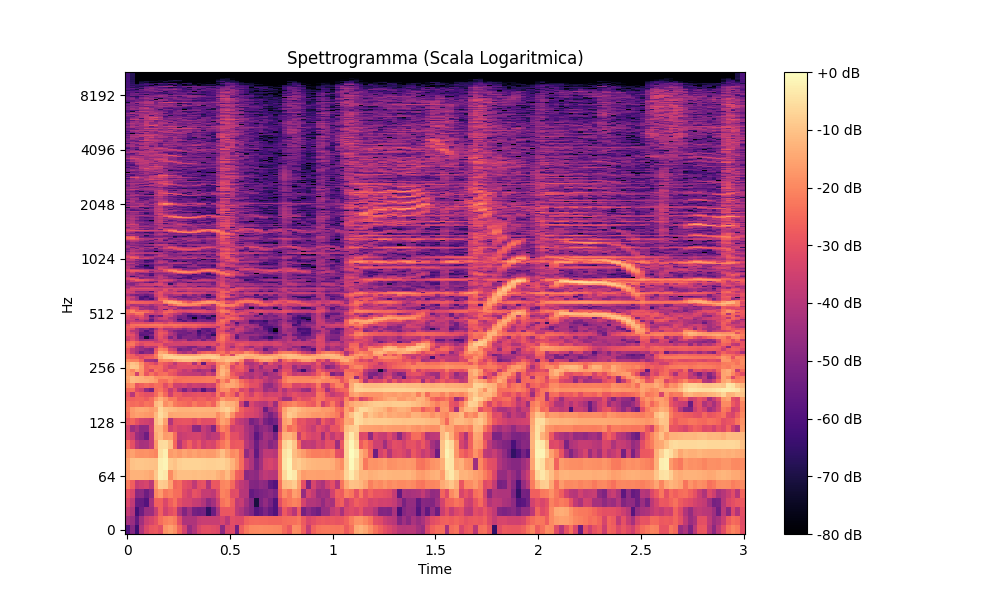 Spettrogramma (Scala Logaritmica)
Hz
8192
4096
2048
1024
512
256
128
64
0
0
0.5
1
1.5
2
2.5
3
Time
+0 dB
-10 dB
-20 dB
-30 dB
-40 dB
-50 dB
-60 dB
-70 dB
-80 dB